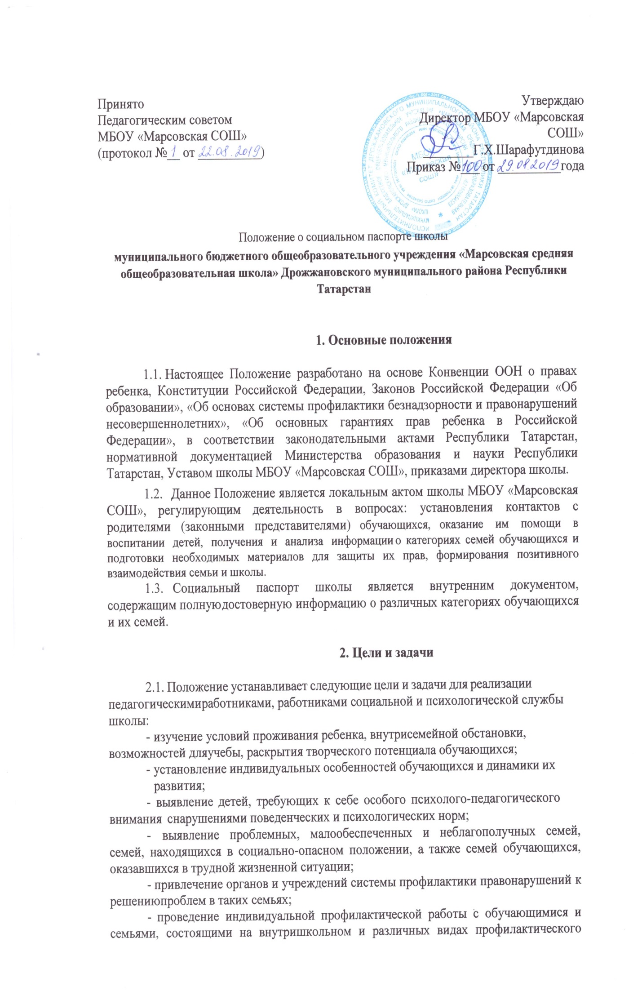 Принято
Педагогическим советом
МБОУ «Марсовская СОШ»
(протокол № 1 от 22.08.2019)
Утверждаю
Директор МБОУ «Марсовская
СОШ»
________Г.Х.Шарафутдинова
Приказ №100 от 29.08.2019года
МБОУ
«Марсовская
СОШ»
Положение о социальном паспорте школы
муниципального бюджетного общеобразовательного учреждения «Марсовская средняя
общеобразовательная школа» Дрожжановского муниципального района Республики
Татарстан
1. Основные положения
1.1. Настоящее Положение разработано на основе Конвенции ООН о правах
ребенка, Конституции Российской Федерации, Законов Российской Федерации «Об
образовании», «Об основах системы профилактики безнадзорности и правонарушений
несовершеннолетних», «Об основных гарантиях прав ребенка в Российской
Федерации», в соответствии законодательными актами Республики Татарстан,
нормативной документацией Министерства образования и науки Республики
Татарстан, Уставом школы МБОУ «Марсовская СОШ», приказами директора школы.
1.2. Данное Положение является локальным актом школы МБОУ «Марсовская
СОШ», регулирующим деятельность в вопросах: установления контактов с
родителями (законными представителями) обучающихся, оказание им помощи в
воспитании детей, получения и анализа информации о категориях семей обучающихся и
подготовки необходимых материалов для защиты их прав, формирования позитивного
взаимодействия семьи и школы.
1.3. Социальный паспорт школы является внутренним документом,
содержащим полнуюдостоверную информацию о различных категориях обучающихся
и их семей.
2. Цели и задачи
2.1. Положение устанавливает следующие цели и задачи для реализации
педагогическимиработниками, работниками социальной и психологической службы
школы:
- изучение условий проживания ребенка, внутрисемейной обстановки,
возможностей дляучебы, раскрытия творческого потенциала обучающихся;
- установление индивидуальных особенностей обучающихся и динамики их
развития;
- выявление детей, требующих к себе особого психолого-педагогического
внимания снарушениями поведенческих и психологических норм;
- выявление проблемных, малообеспеченных и неблагополучных семей,
семей, находящихся в социально-опасном положении, а также семей обучающихся,
оказавшихся в трудной жизненной ситуации;
- привлечение органов и учреждений системы профилактики правонарушений к
решениюпроблем в таких семьях;
- проведение индивидуальной профилактической работы с обучающимися и
семьями, состоящими на внутришкольном и различных видах профилактического